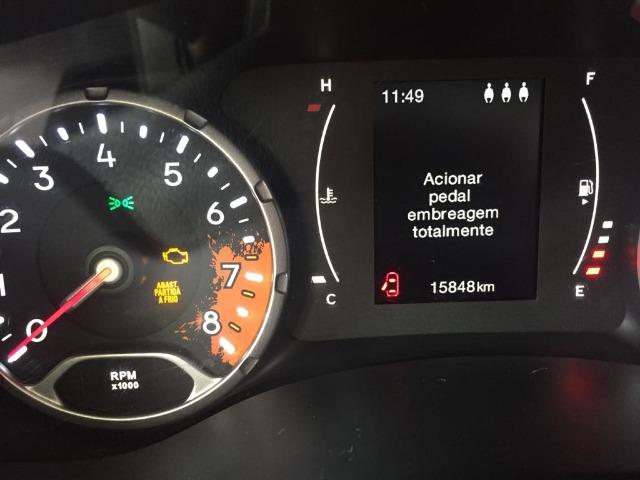 H
F
11:49
4
3
5
2
6
1
7
0
8
ABAST.
PARTIDA
A FRIO
RPM
x1000
Acionar
pedal
embreagem
totalmente
C
15848km
E